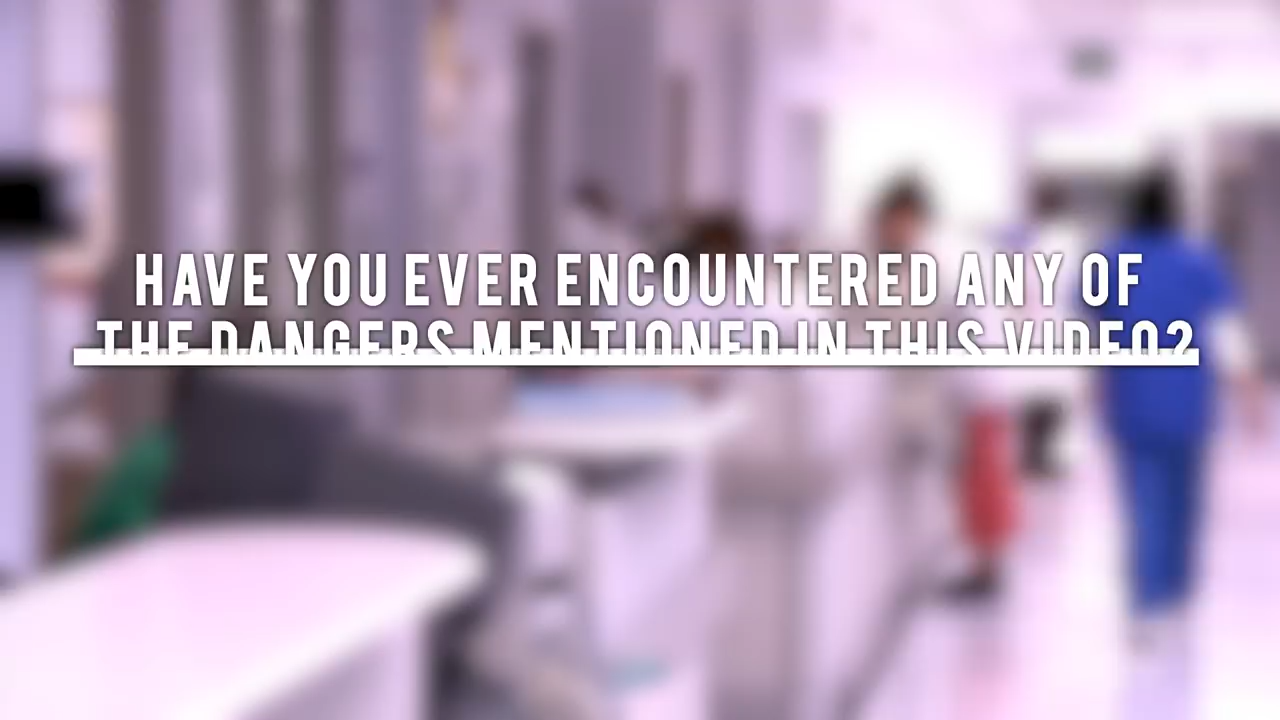 HAVE YOU EVER ENCOUNTERED ANY OF
THE DANGERS MENTIONED IN THIS VIDEO?